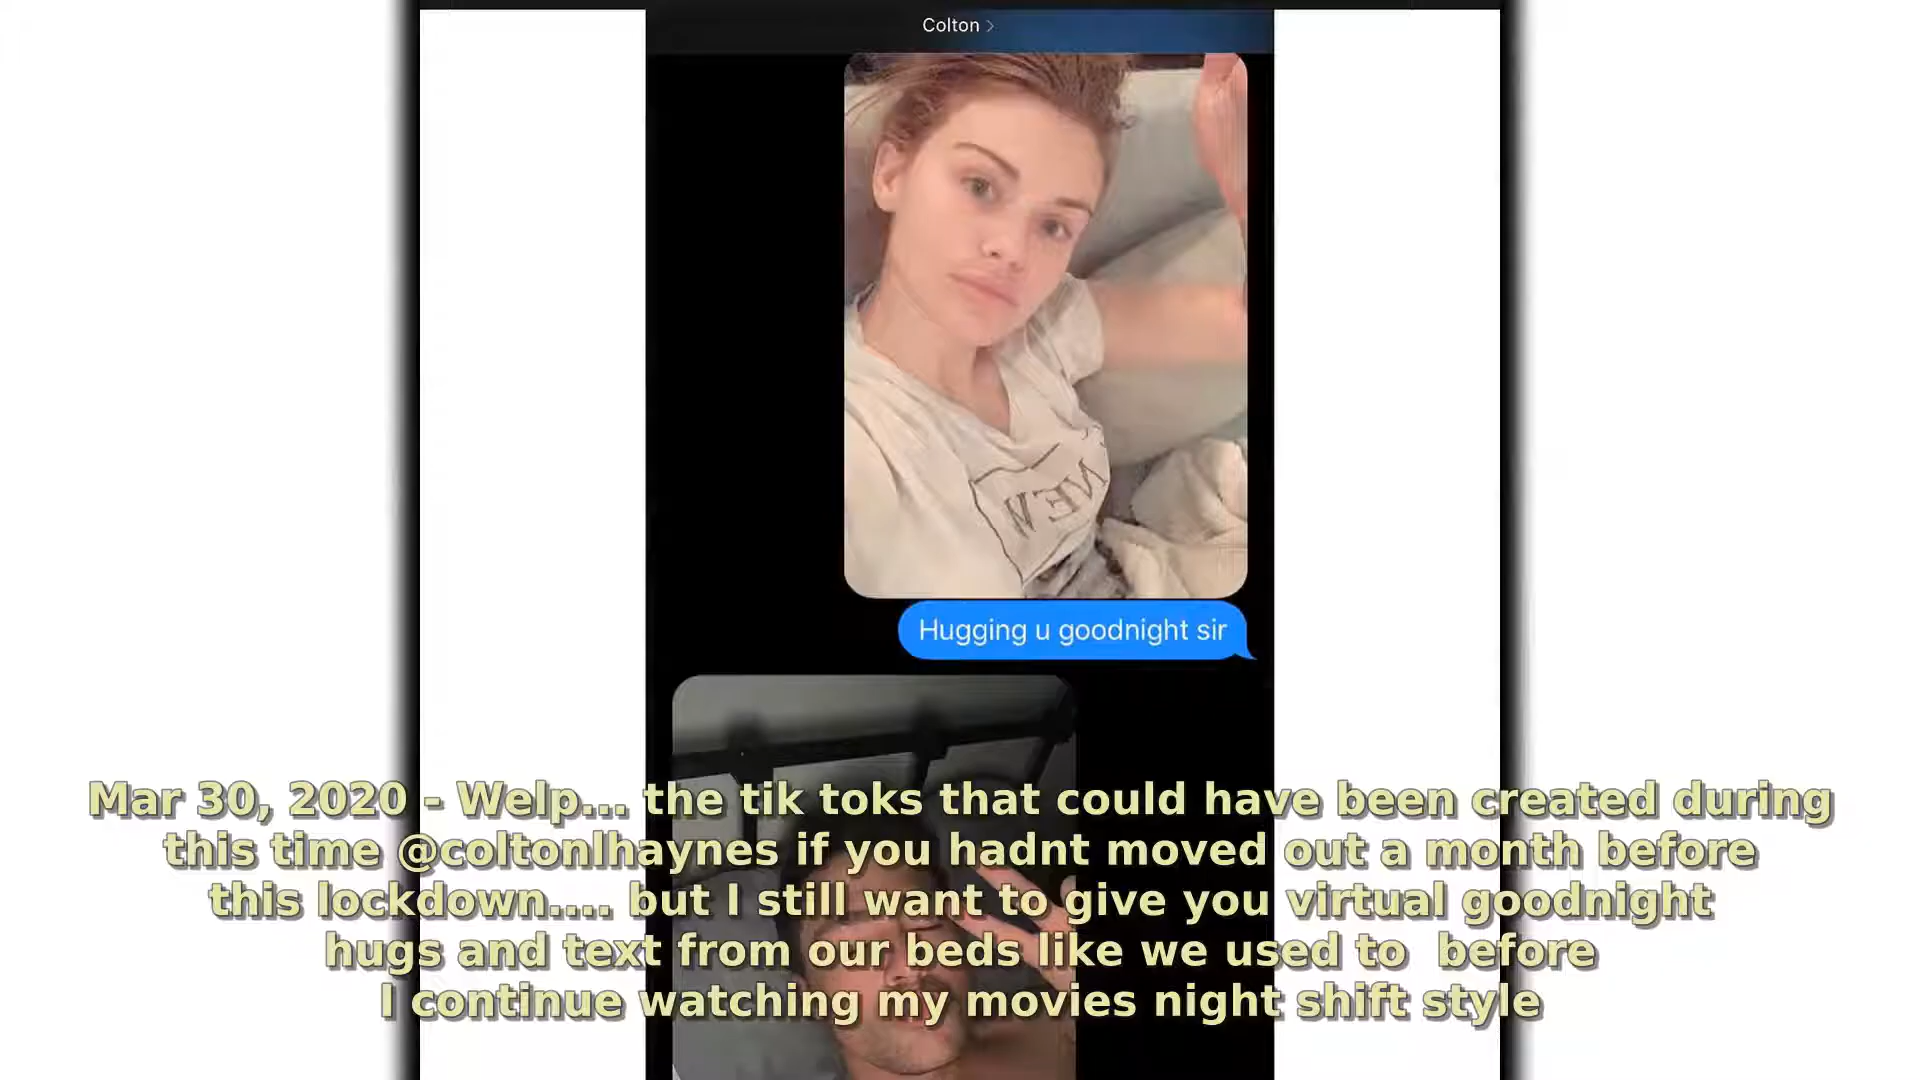 Colton >
NEW
Hugging u goodnight sir
Mar 30, 2020 - Welp... the tik toks that could have been created during
this time @coltonlhaynes if you hadnt moved out a month before
this lockdown.... but I still want to give you virtual goodnight
hugs and text from our beds like we used to  before
I continue watching my movies night shift style